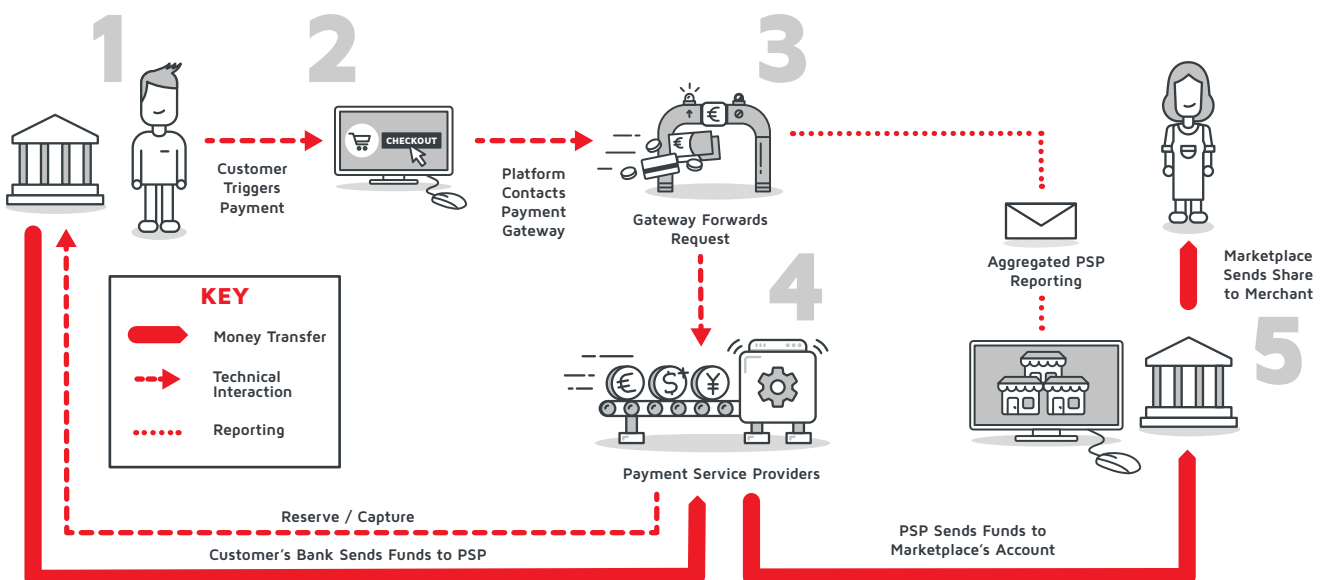 1
2
3
CHECKOUT
€
€
Customer
Triggers
Payment
Platform
Contacts
Payment
Gateway
Gateway Forwards
Request
Aggregated PSP
Reporting
Marketplace
Sends Share
to Merchant
4
5
KEY
Money Transfer
Technical
Interaction
Reporting
€ $ ¥
Payment Service Providers
Reserve / Capture
Customer's Bank Sends Funds to PSP
PSP Sends Funds to
Marketplace's Account